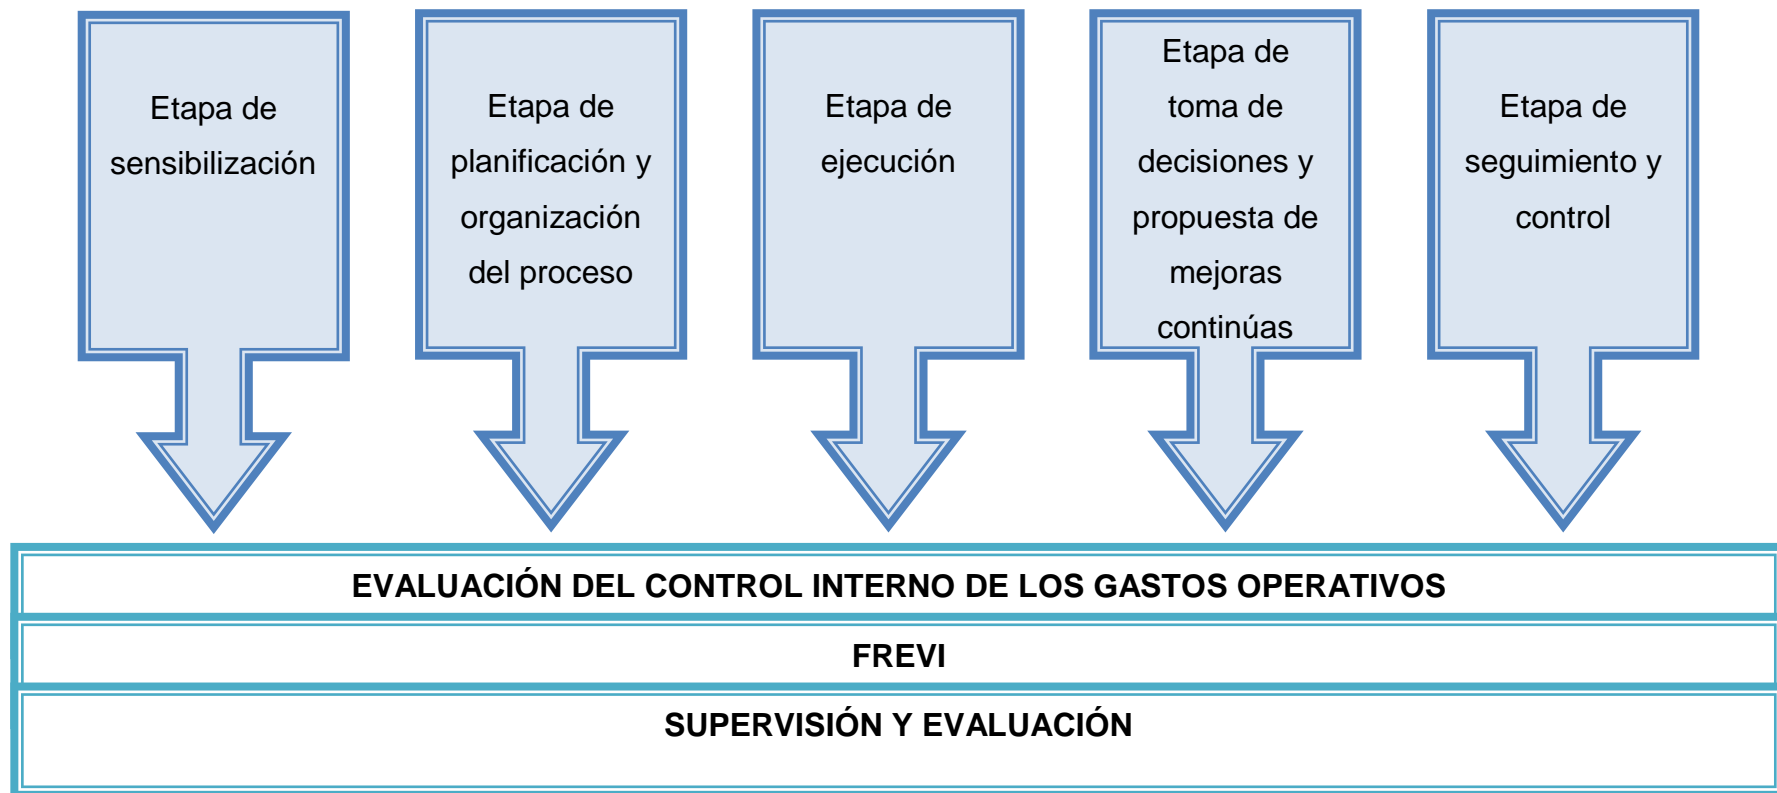 Etapa de
sensibilización
Etapa de
planificación y
organización
del proceso
Etapa de
ejecución
Etapa de
toma de
decisiones y
propuesta de
mejoras
continúas
Etapa de
seguimiento y
control
EVALUACIÓN DEL CONTROL INTERNO DE LOS GASTOS OPERATIVOS
FREVI
SUPERVISIÓN Y EVALUACIÓN